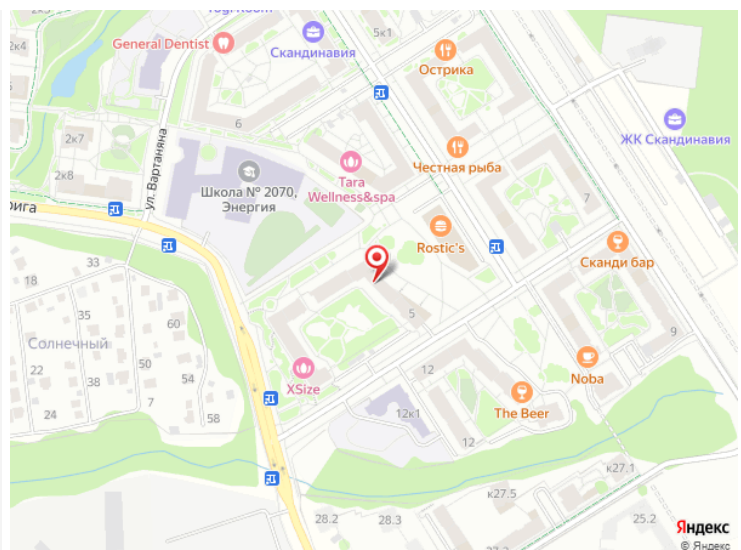 General Dentist
Скандинавия
5к1
Острика
2к4
6
2к7
2к8
ул. Вартаняна
Школа № 2070,
Энергия
Tara
Wellness&spa
Честная рыба
ЖК Скандинавия
7
Rostic's
Сканди бар
рига
18
33
35
60
Солнечный
50
54
38
24
22
44
7
58
5
XSize
12
12к1
12
The Beer
Noba
9
к27.1
к27.5
28.2
28.3
25.2
Яндекс
© Яндекс